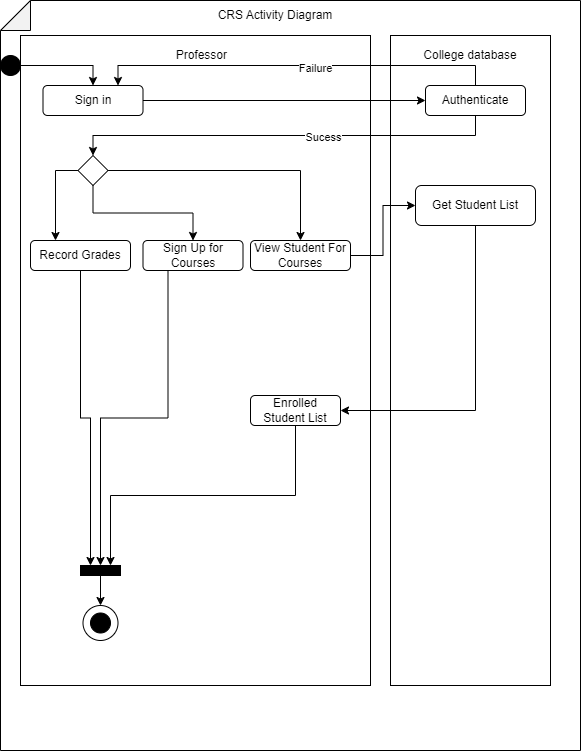 CRS Activity Diagram
Professor
College database
Failure
Sign in
Authenticate
Sucess
Get Student List
Record Grades
Sign Up for
Courses
View Student For
Courses
Enrolled
Student List